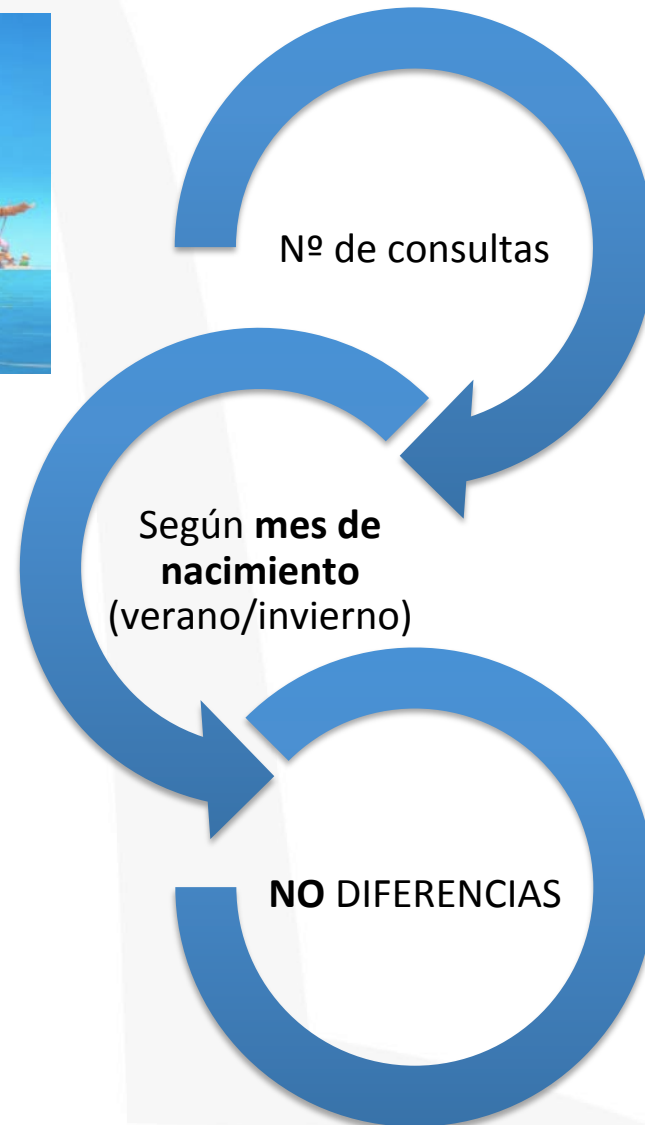 Nº de consultas
Según mes de
nacimiento
(verano/invierno)
NO DIFERENCIAS